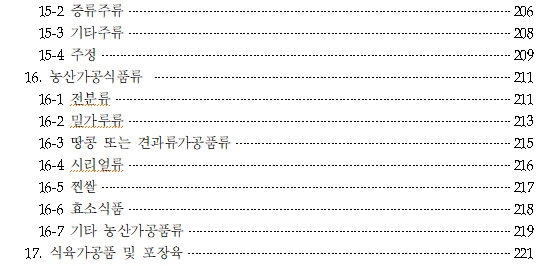 15-2 증류주류 206
15-3 기타주류 208
15-4 주정 209
16. 농산가공식품류 211
16-1 전분류 211
16-2 밀가루류 213
16-3 땅콩 또는 견과류가공품류 215
16-4 시리얼류 216
16-5 찐쌀 217
16-6 효소식품 218
16-7 기타 농산가공품류 219
17. 식육가공품 및 포장육 221